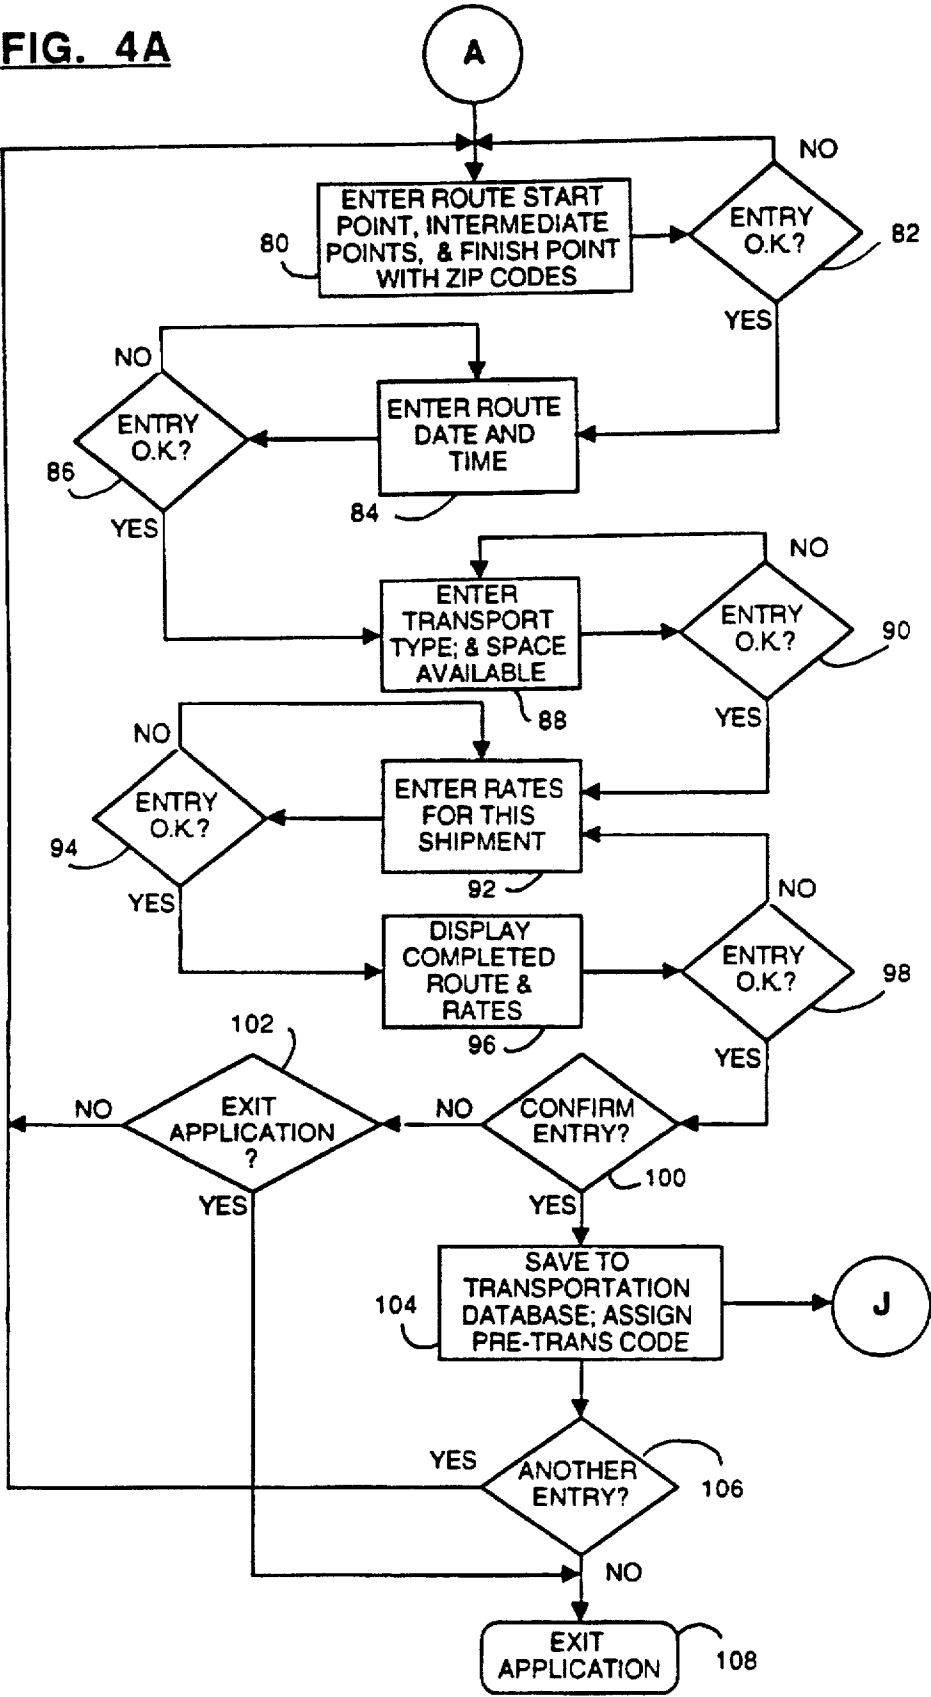 FIG. 4A
A
NO
ENTER ROUTE START
POINT, INTERMEDIATE
POINTS, & FINISH POINT
WITH ZIP CODES
80
ENTRY
O.K.?
82
YES
NO
ENTER ROUTE
DATE AND
TIME
84
ENTRY
O.K.?
86
YES
NO
ENTER
TRANSPORT
TYPE; & SPACE
AVAILABLE
88
ENTRY
O.K.?
90
YES
NO
ENTER RATES
FOR THIS
SHIPMENT
92
ENTRY
O.K.?
94
YES
NO
DISPLAY
COMPLETED
ROUTE &
RATES
96
ENTRY
O.K.?
98
YES
102
NO
EXIT
APPLICATION
?
YES
NO
CONFIRM
ENTRY?
100
YES
SAVE TO
TRANSPORTATION
DATABASE; ASSIGN
PRE-TRANS CODE
104
J
YES
ANOTHER
ENTRY?
106
NO
EXIT
APPLICATION
108